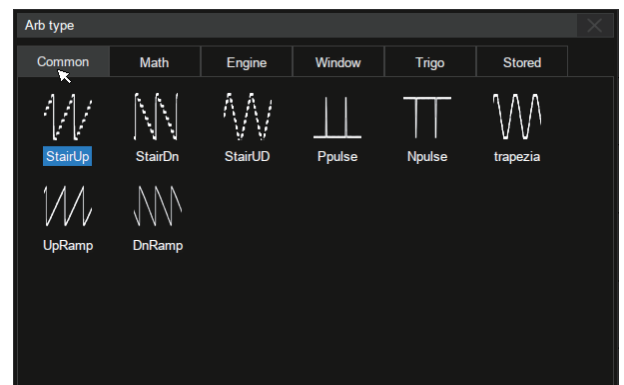 Arb type
Common Math Engine Window Trigo Stored
StairUp StairDn StairUD Ppulse Npulse trapezia
UpRamp DnRamp